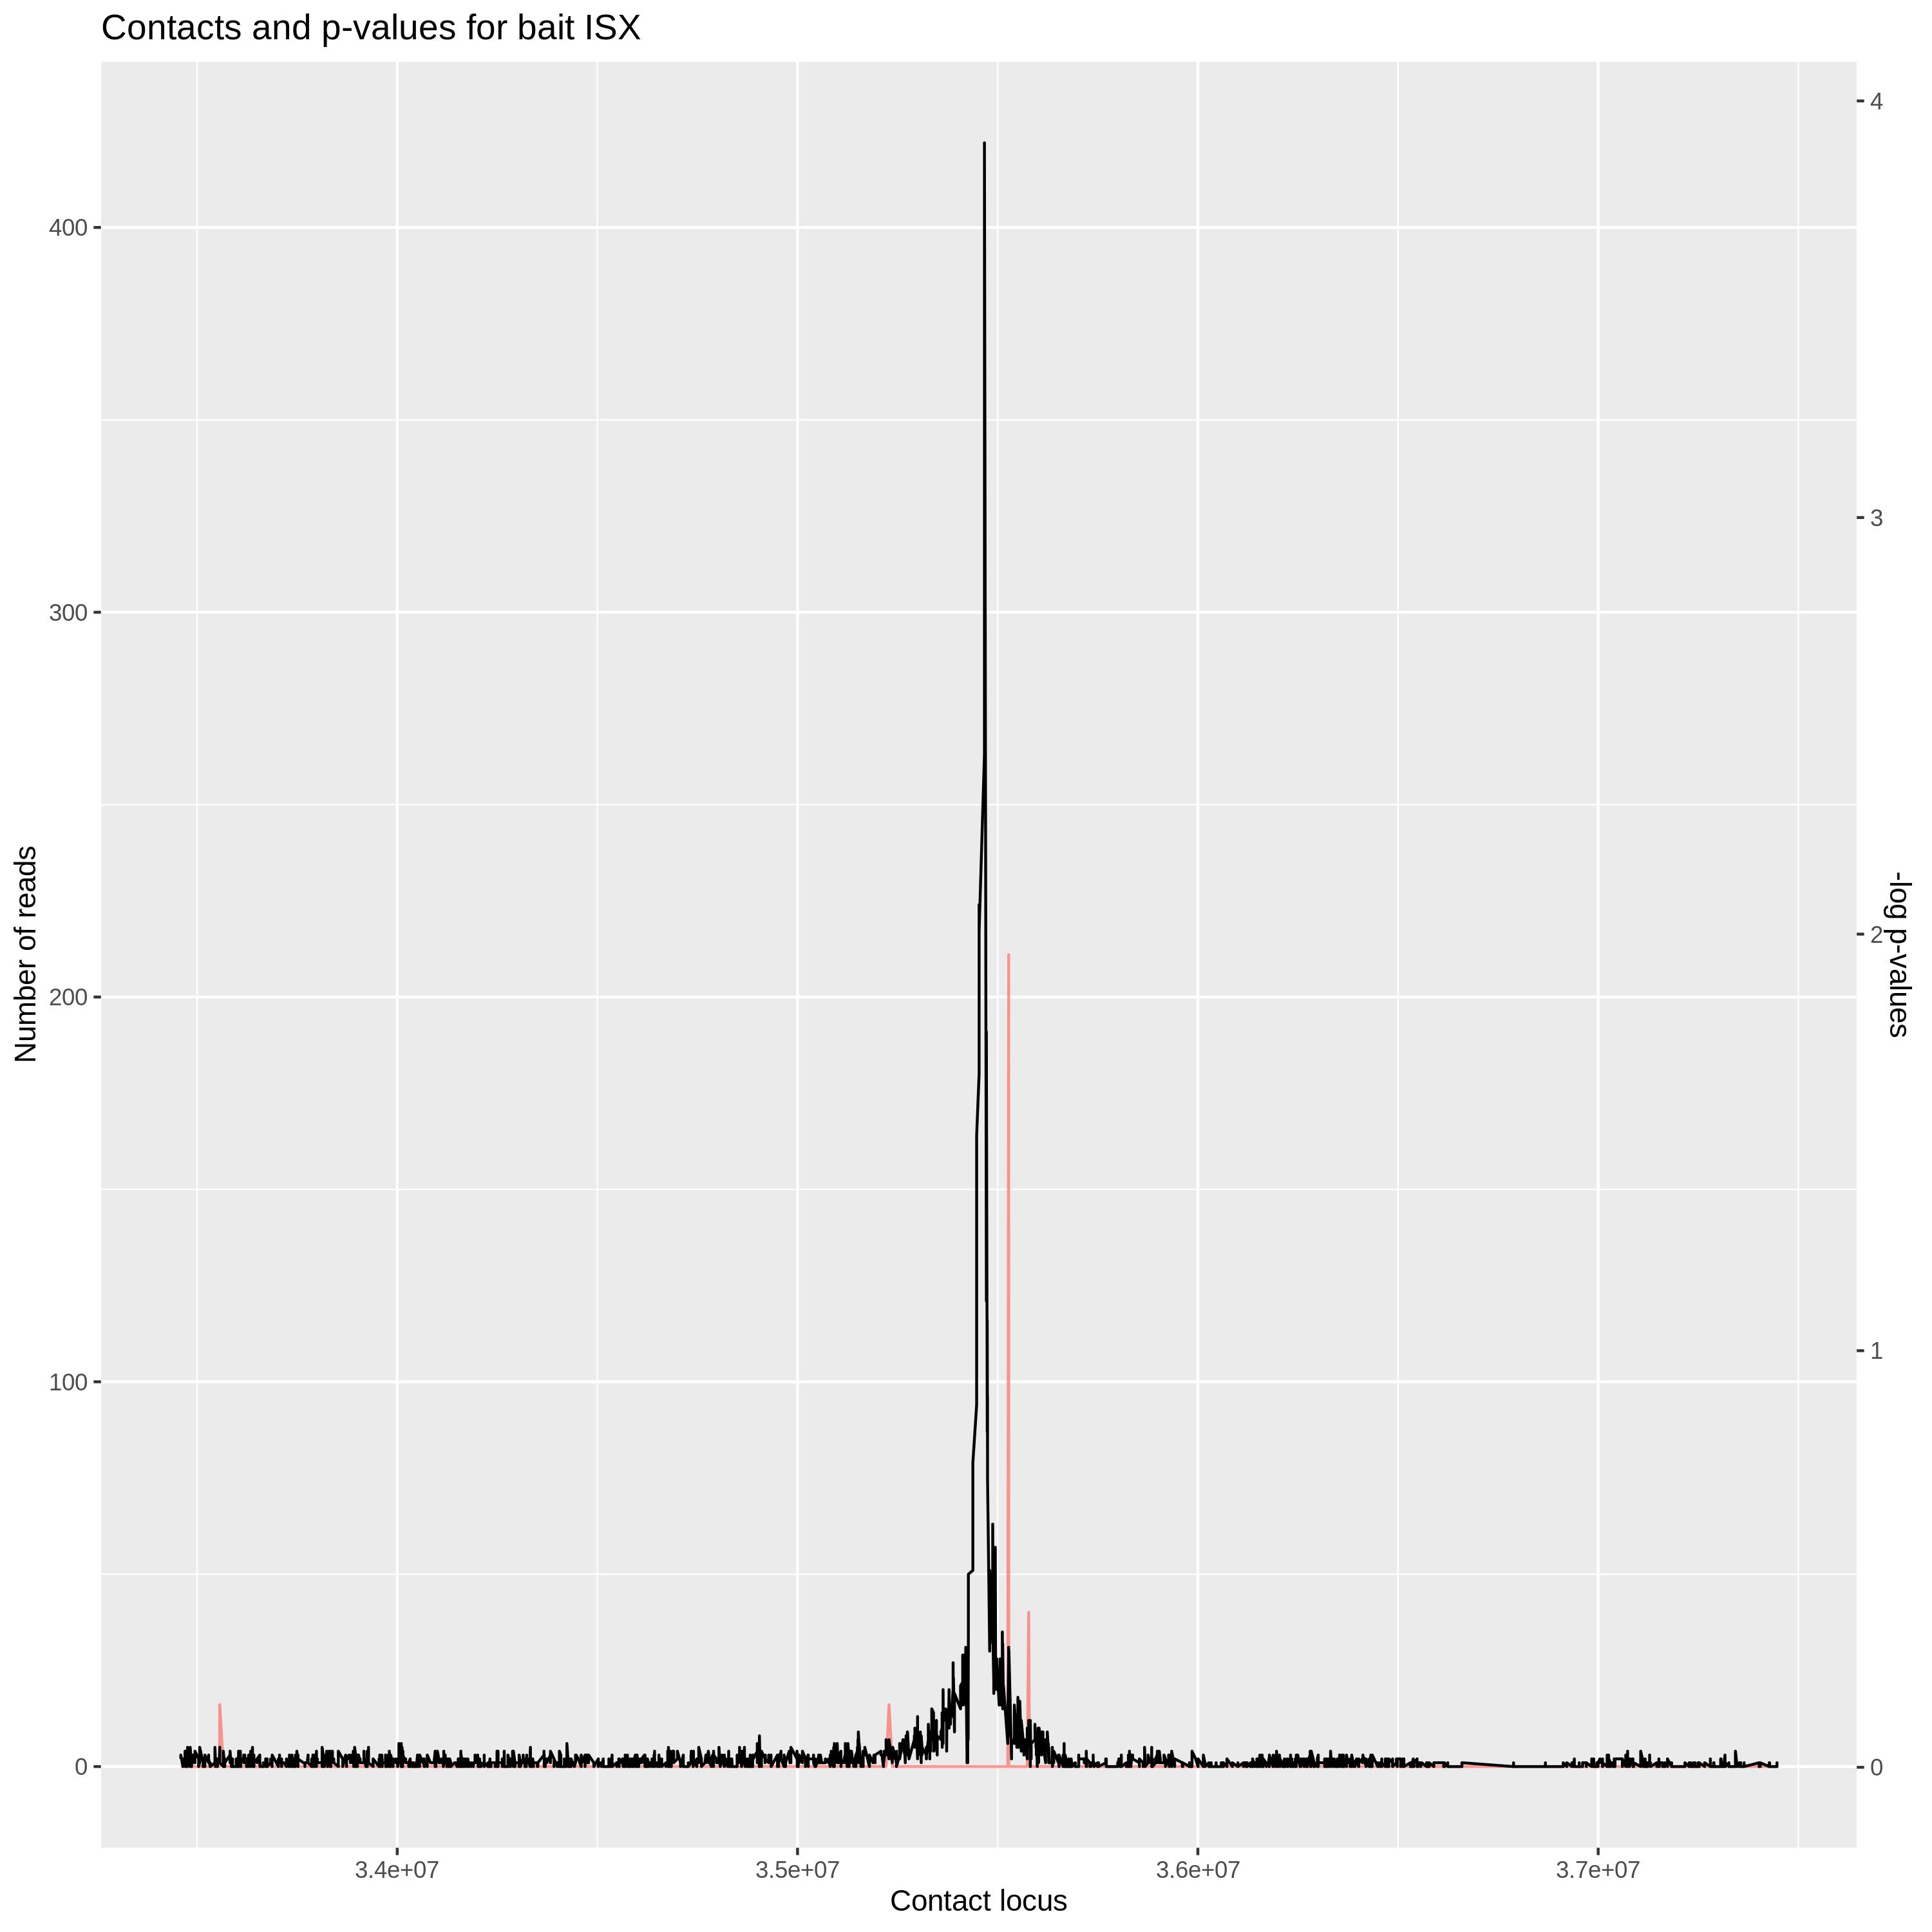 Contacts and p-values for bait ISX
Number of reads
400
300
200
100
0
4
3
2
1
0
-log p-values
3.4e+07
3.5e+07
3.6e+07
3.7e+07
Contact locus